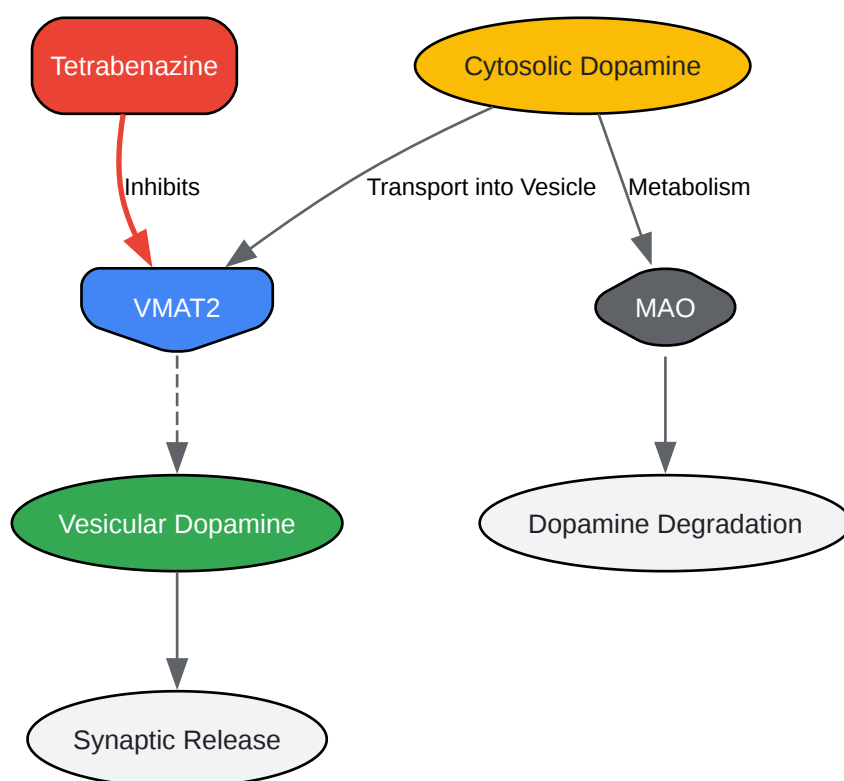 Tetrabenazine
Cytosolic Dopamine
Inhibits
Transport into Vesicle
Metabolism
VMAT2
MAO
Vesicular Dopamine
Dopamine Degradation
Synaptic Release